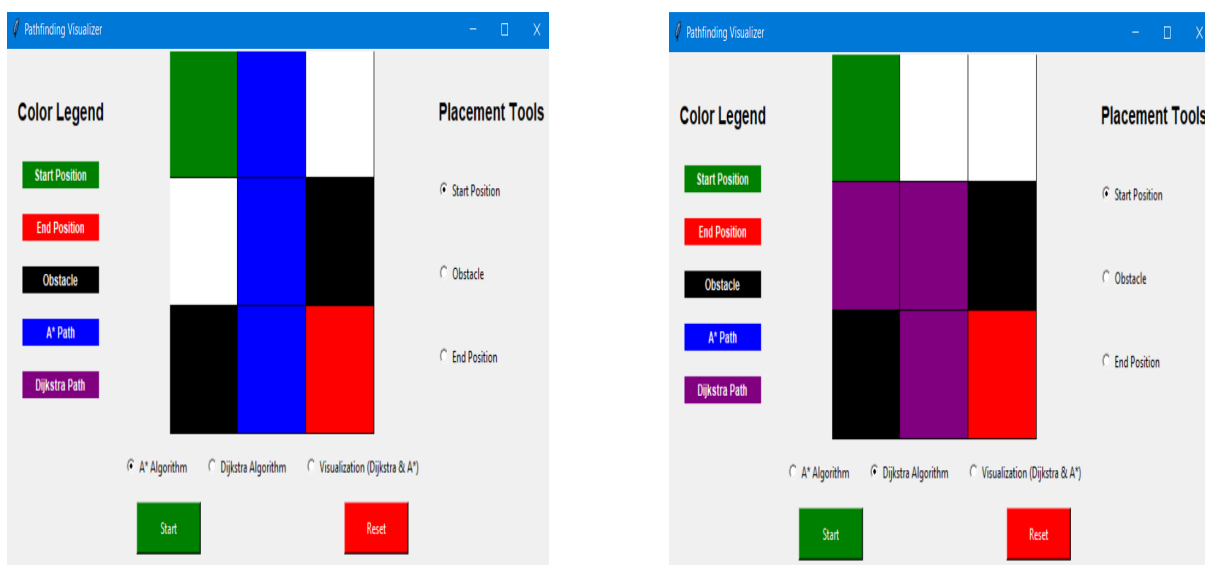 Pathfinding Visualizer
Color Legend
Placement Tools
Start Position
Start Position
End Position
Obstacle
Obstacle
A* Path
End Position
Dijkstra Path
A* Algorithm Dijkstra Algorithm Visualization (Dijkstra & A*)
Start Reset
Pathfinding Visualizer
Color Legend
Placement Tools
Start Position
Start Position
End Position
Obstacle
Obstacle
A* Path
End Position
Dijkstra Path
A* Algorithm Dijkstra Algorithm Visualization (Dijkstra & A*)
Start Reset